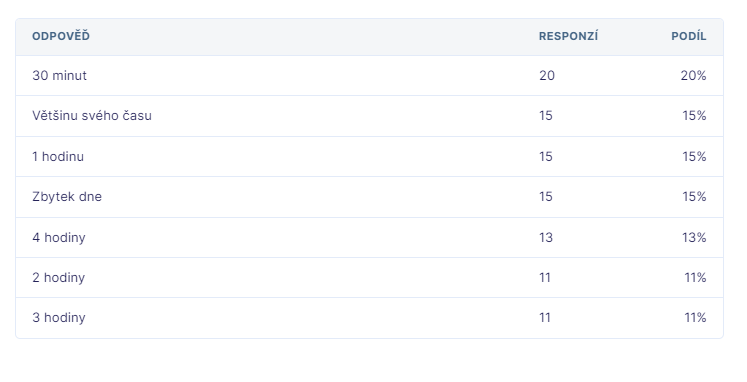 ODPOVĚĎ RESPONZÍ PODÍL
30 minut 20 20%
Většinu svého času 15 15%
1 hodinu 15 15%
Zbytek dne 15 15%
4 hodiny 13 13%
2 hodiny 11 11%
3 hodiny 11 11%